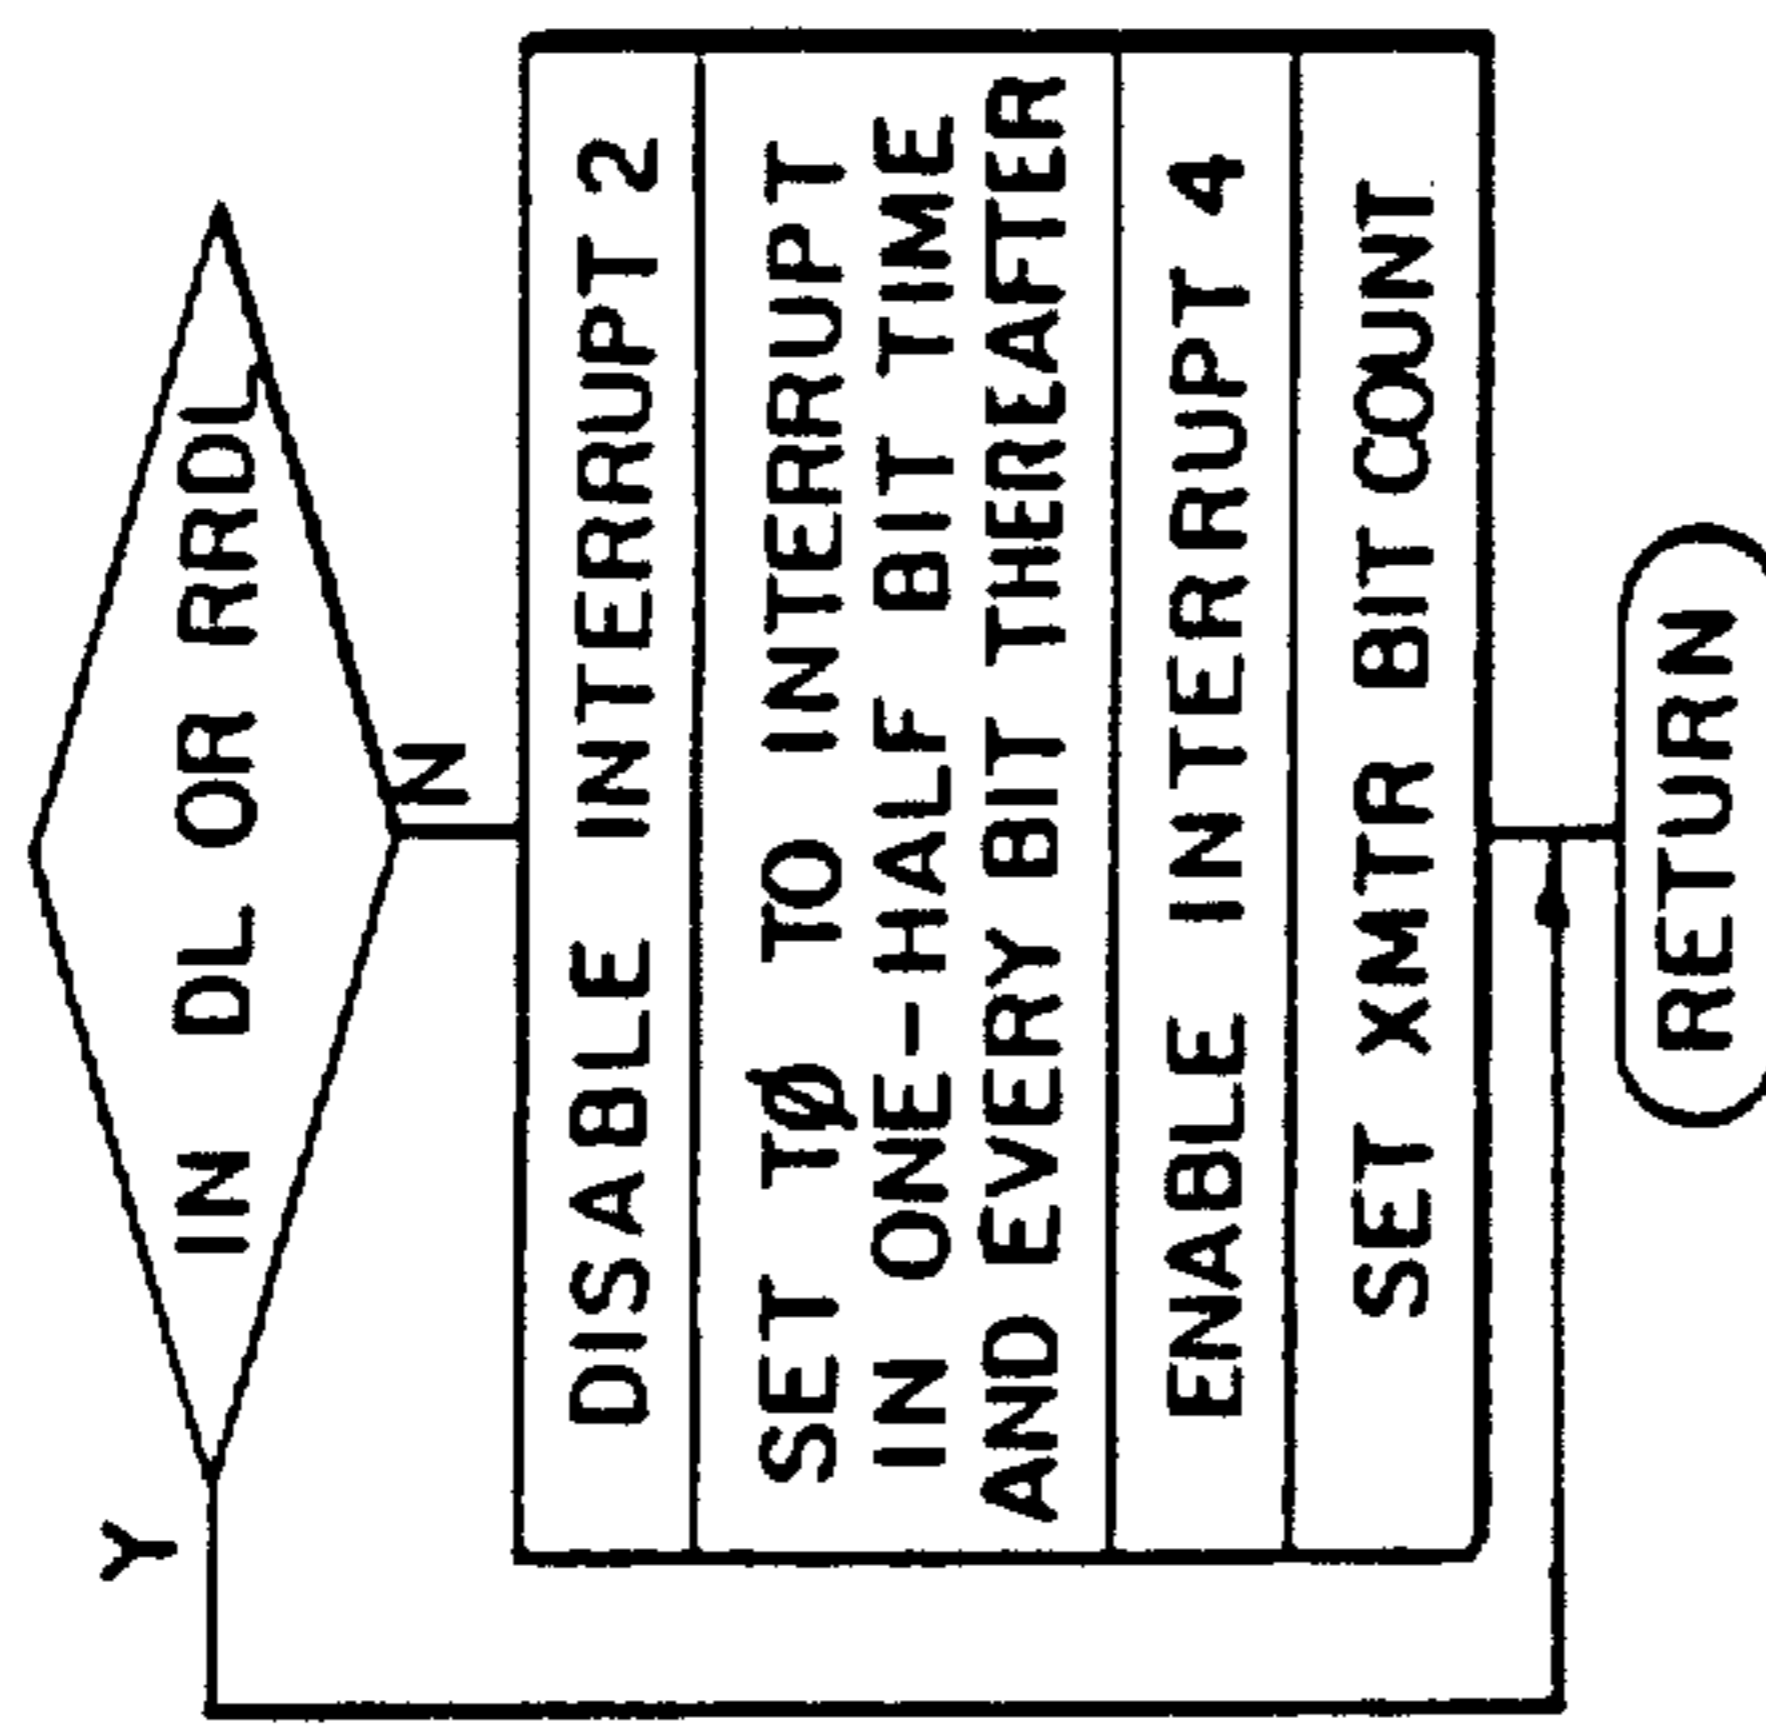 IN DL OR RRDL
Y
N
DISABLE INTERRUPT 2
SET TØ TO INTERRUPT
IN ONE-HALF BIT TIME
AND EVERY BIT THEREAFTER
ENABLE INTERRUPT 4
SET XMTR BIT COUNT
RETURN